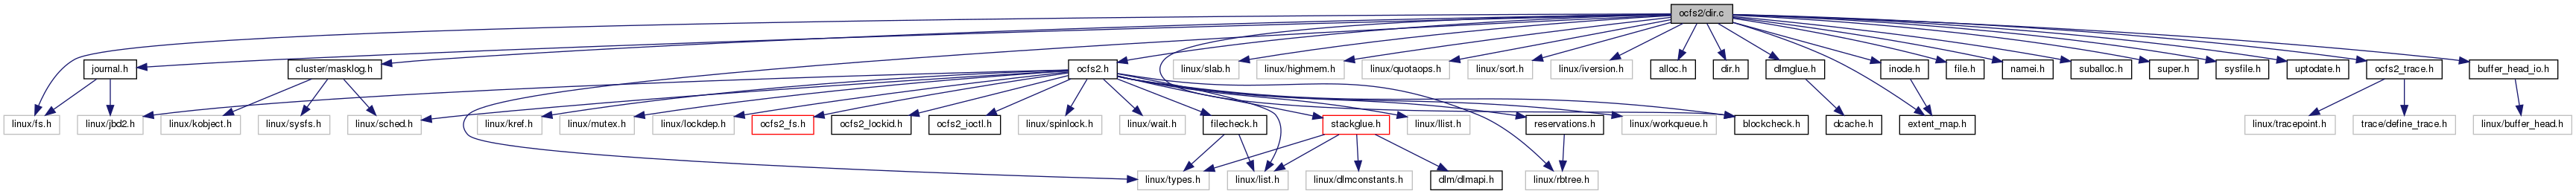 ocfs2/dir.c
journal.h
cluster/masklog.h
ocfs2.h
linux/slab.h
linux/highmem.h
linux/quotaops.h
linux/sort.h
linux/iversion.h
alloc.h
dir.h
dlmglue.h
inode.h
file.h
namei.h
suballoc.h
super.h
sysfile.h
uptodate.h
ocfs2_trace.h
buffer_head_io.h
linux/fs.h
linux/jbd2.h
linux/kobject.h
linux/sysfs.h
linux/sched.h
linux/kref.h
linux/mutex.h
linux/lockdep.h
ocfs2_fs.h
ocfs2_lockid.h
ocfs2_ioctl.h
linux/spinlock.h
linux/wait.h
filecheck.h
stackglue.h
linux/llist.h
reservations.h
linux/workqueue.h
blockcheck.h
dcache.h
extent_map.h
linux/tracepoint.h
trace/define_trace.h
linux/buffer_head.h
linux/types.h
linux/list.h
linux/dlmconstants.h
dlm/dlmapi.h
linux/rbtree.h